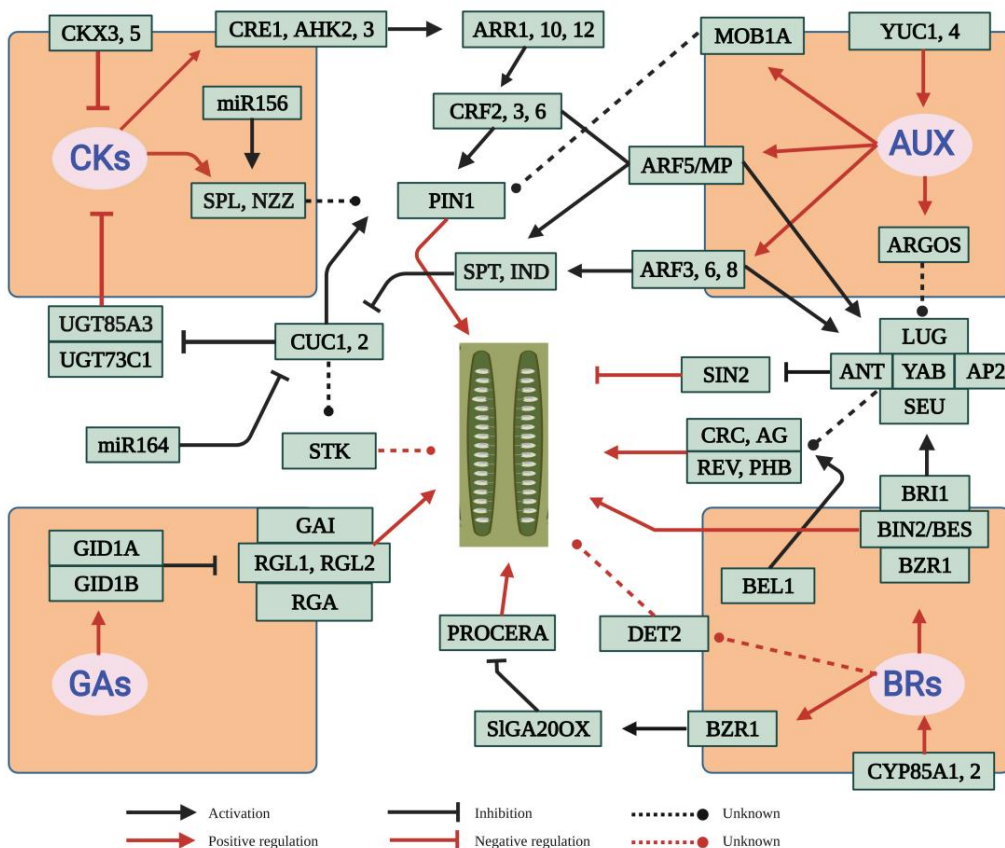 CKX3, 5
CRE1, AHK2, 3
ARR1, 10, 12
MOB1A
YUC1, 4
miR156
CRF2, 3, 6
CKs
AUX
ARF5/MP
SPL, NZZ
PIN1
ARGOS
SPT, IND
ARF3, 6, 8
UGT85A3
UGT73C1
CUC1, 2
LUG
SIN2
ANT
YAB
AP2
SEU
miR164
STK
CRC, AG
REV, PHB
BRI1
GAI
GID1A
RGL1, RGL2
BIN2/BES
GID1B
BZR1
RGA
BEL1
PROCERA
DET2
GAs
BRs
SlGA20OX
BZR1
CYP85A1, 2
Activation
Inhibition
Unknown
Positive regulation
Negative regulation
Unknown